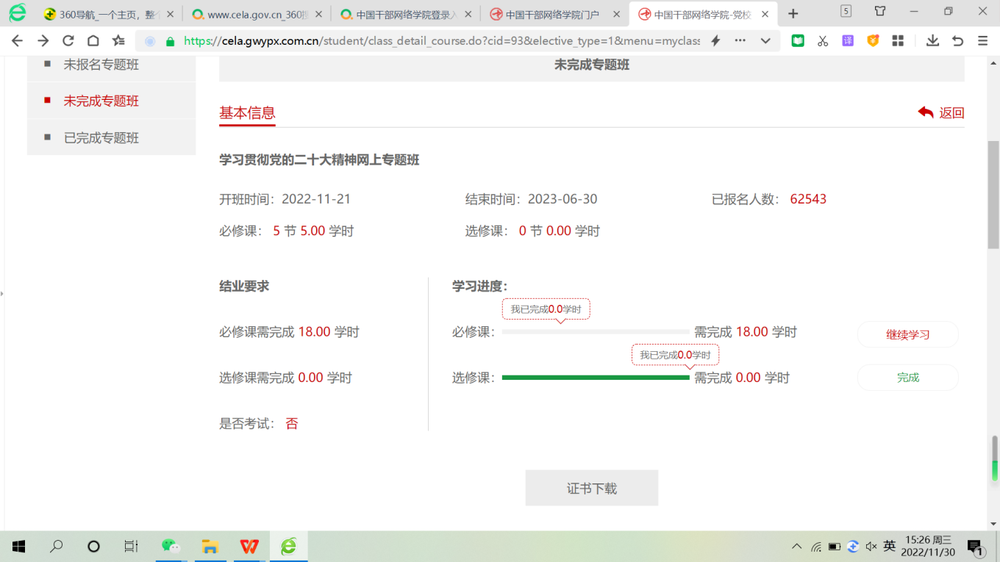 360导航_一个主页，整个
www.cela.gov.cn_360搜
中国干部网络学院登录入
中国干部网络学院门户
中国干部网络学院-党校
5
https://cela.gwypx.com.cn/student/class_detail_course.do?cid=93&elective_type=1&menu=myclass
译
未报名专题班
未完成专题班
已完成专题班
未完成专题班
基本信息
返回
学习贯彻党的二十大精神网上专题班
开班时间：2022-11-21 结束时间：2023-06-30 已报名人数： 62543
必修课： 5 节 5.00 学时 选修课： 0 节 0.00 学时
结业要求
必修课需完成 18.00 学时
选修课需完成 0.00 学时
是否考试： 否
学习进度：
我已完成0.0学时
必修课： 需完成 18.00 学时 继续学习
我已完成0.0学时
选修课： 需完成 0.00 学时 完成
证书下载
英
15:26 周三
2022/11/30
1